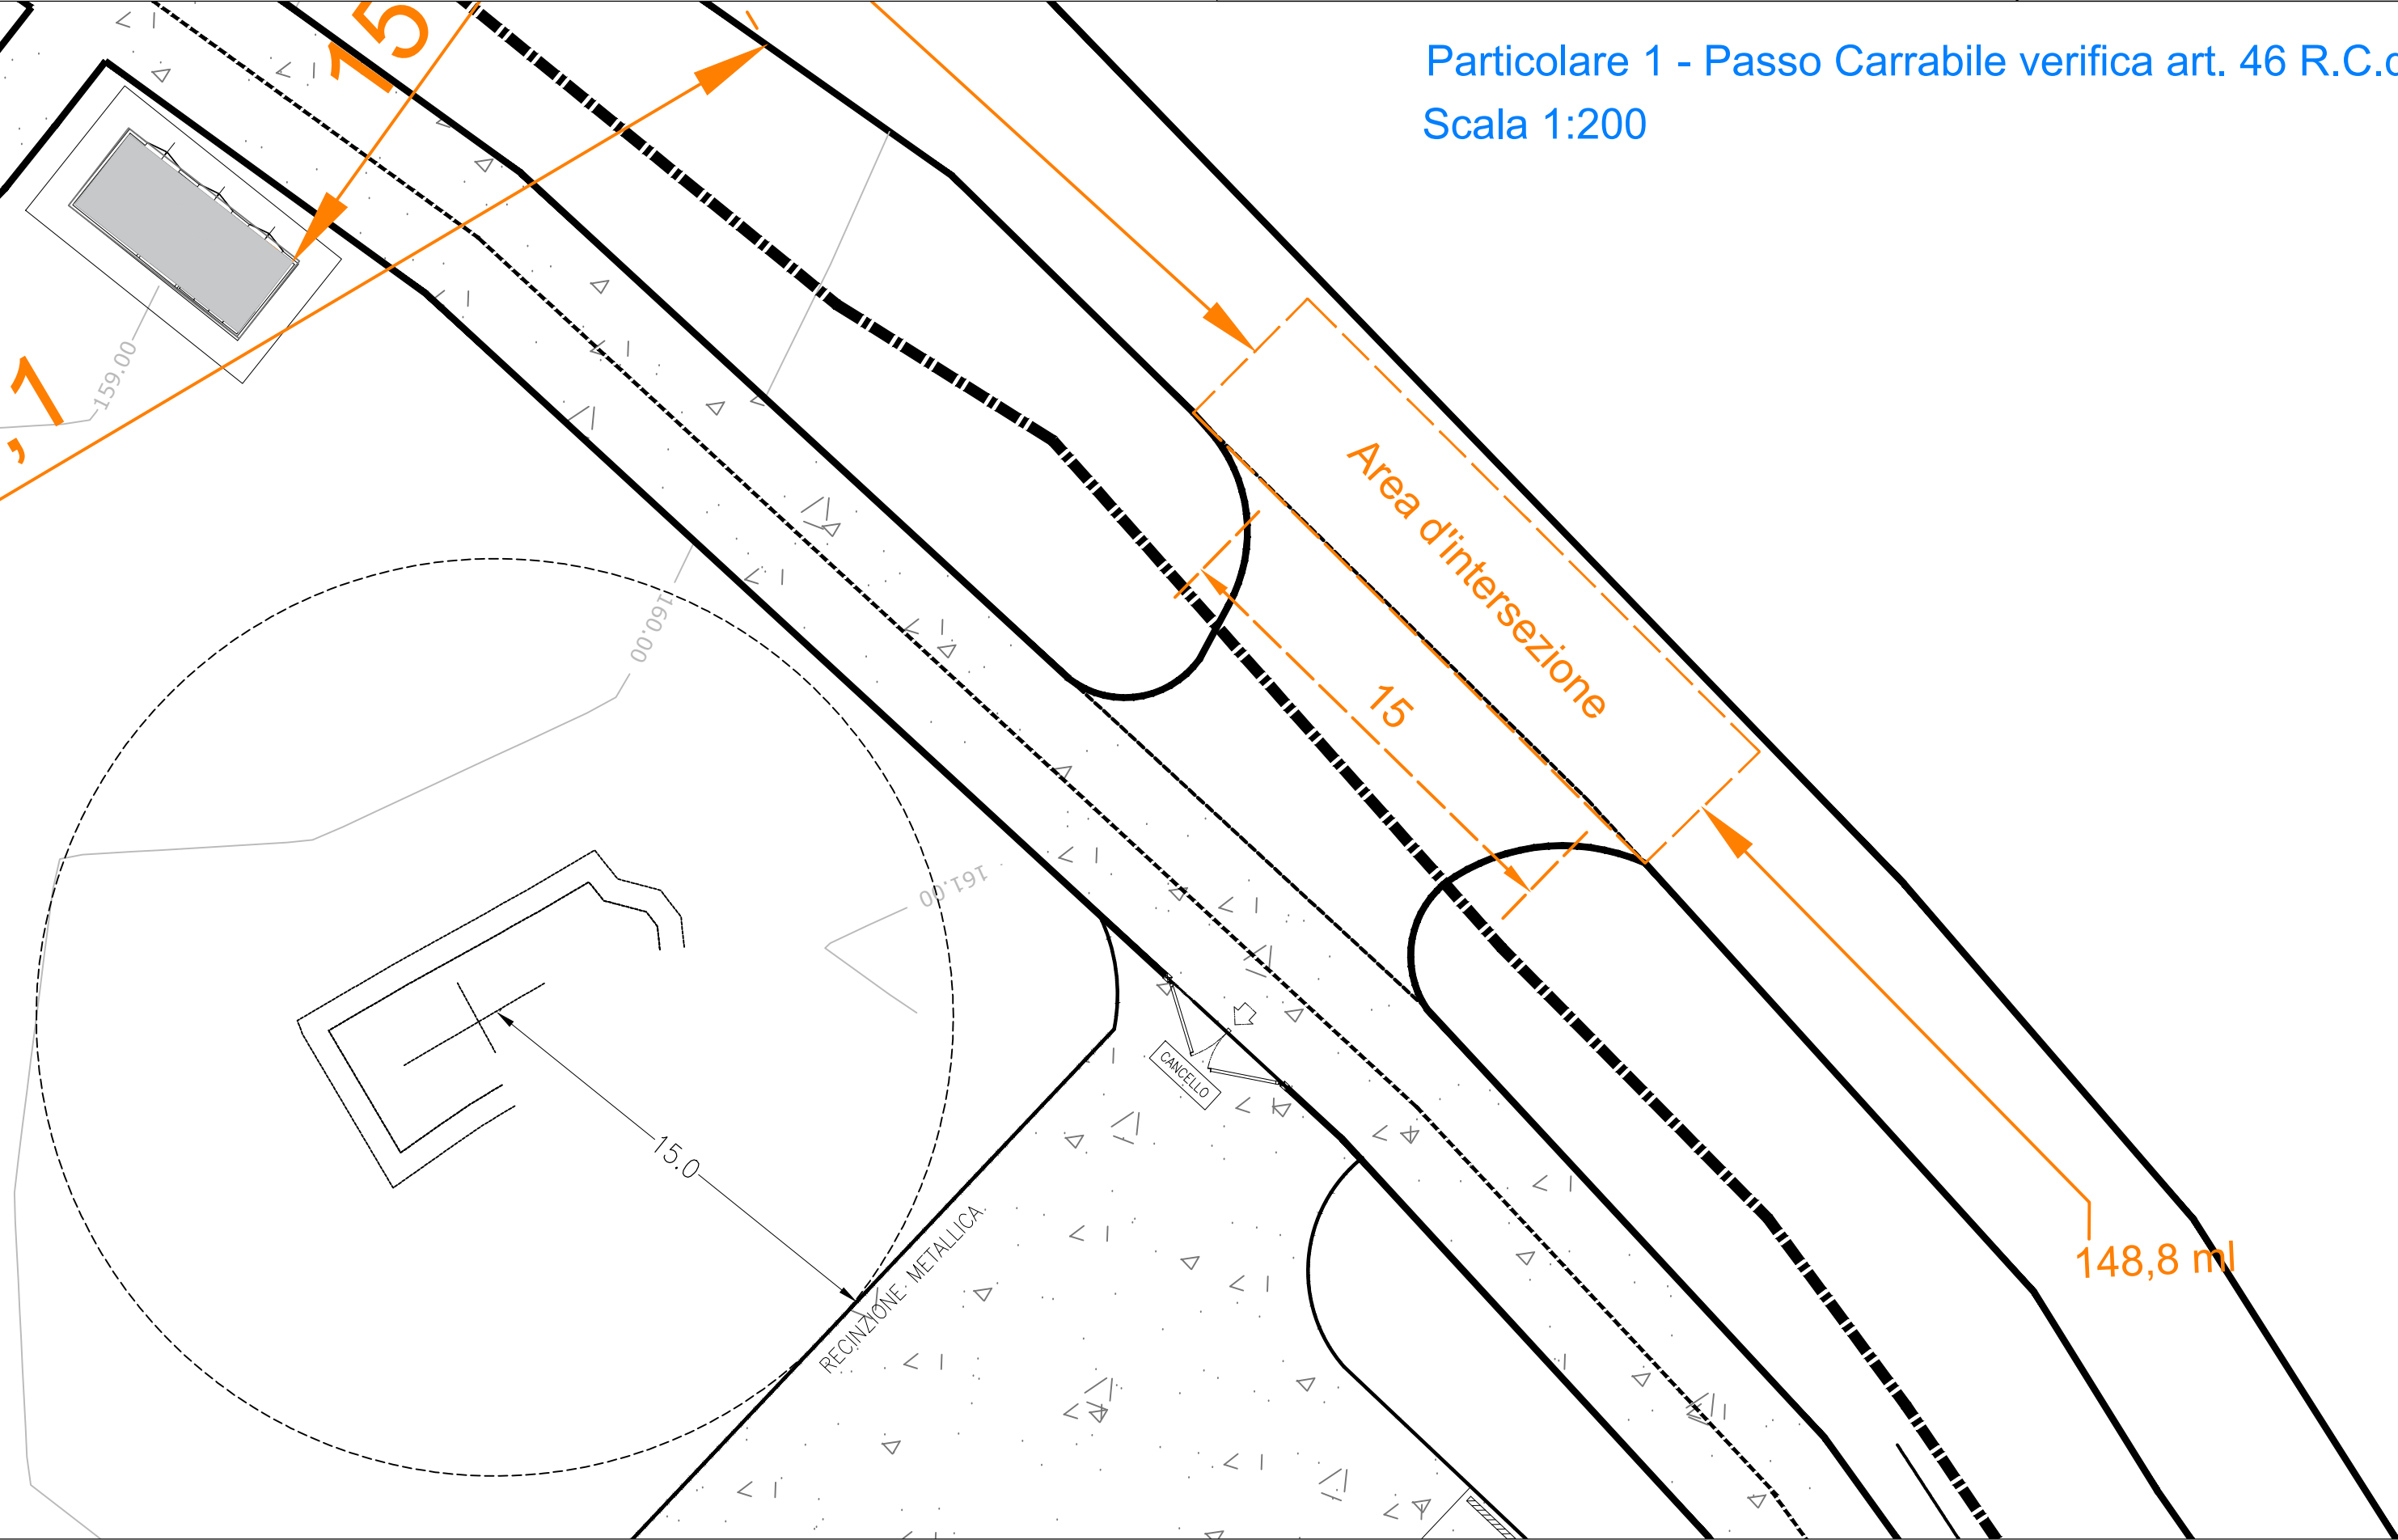 Particolare 1 - Passo Carrabile verifica art. 46 R.C.d
Scala 1:200
15
,1
159.00
Area d'intersezione
160.00
15
161.00
CANCELLO
15.0
RECINZIONE METALLICA
148,8 ml